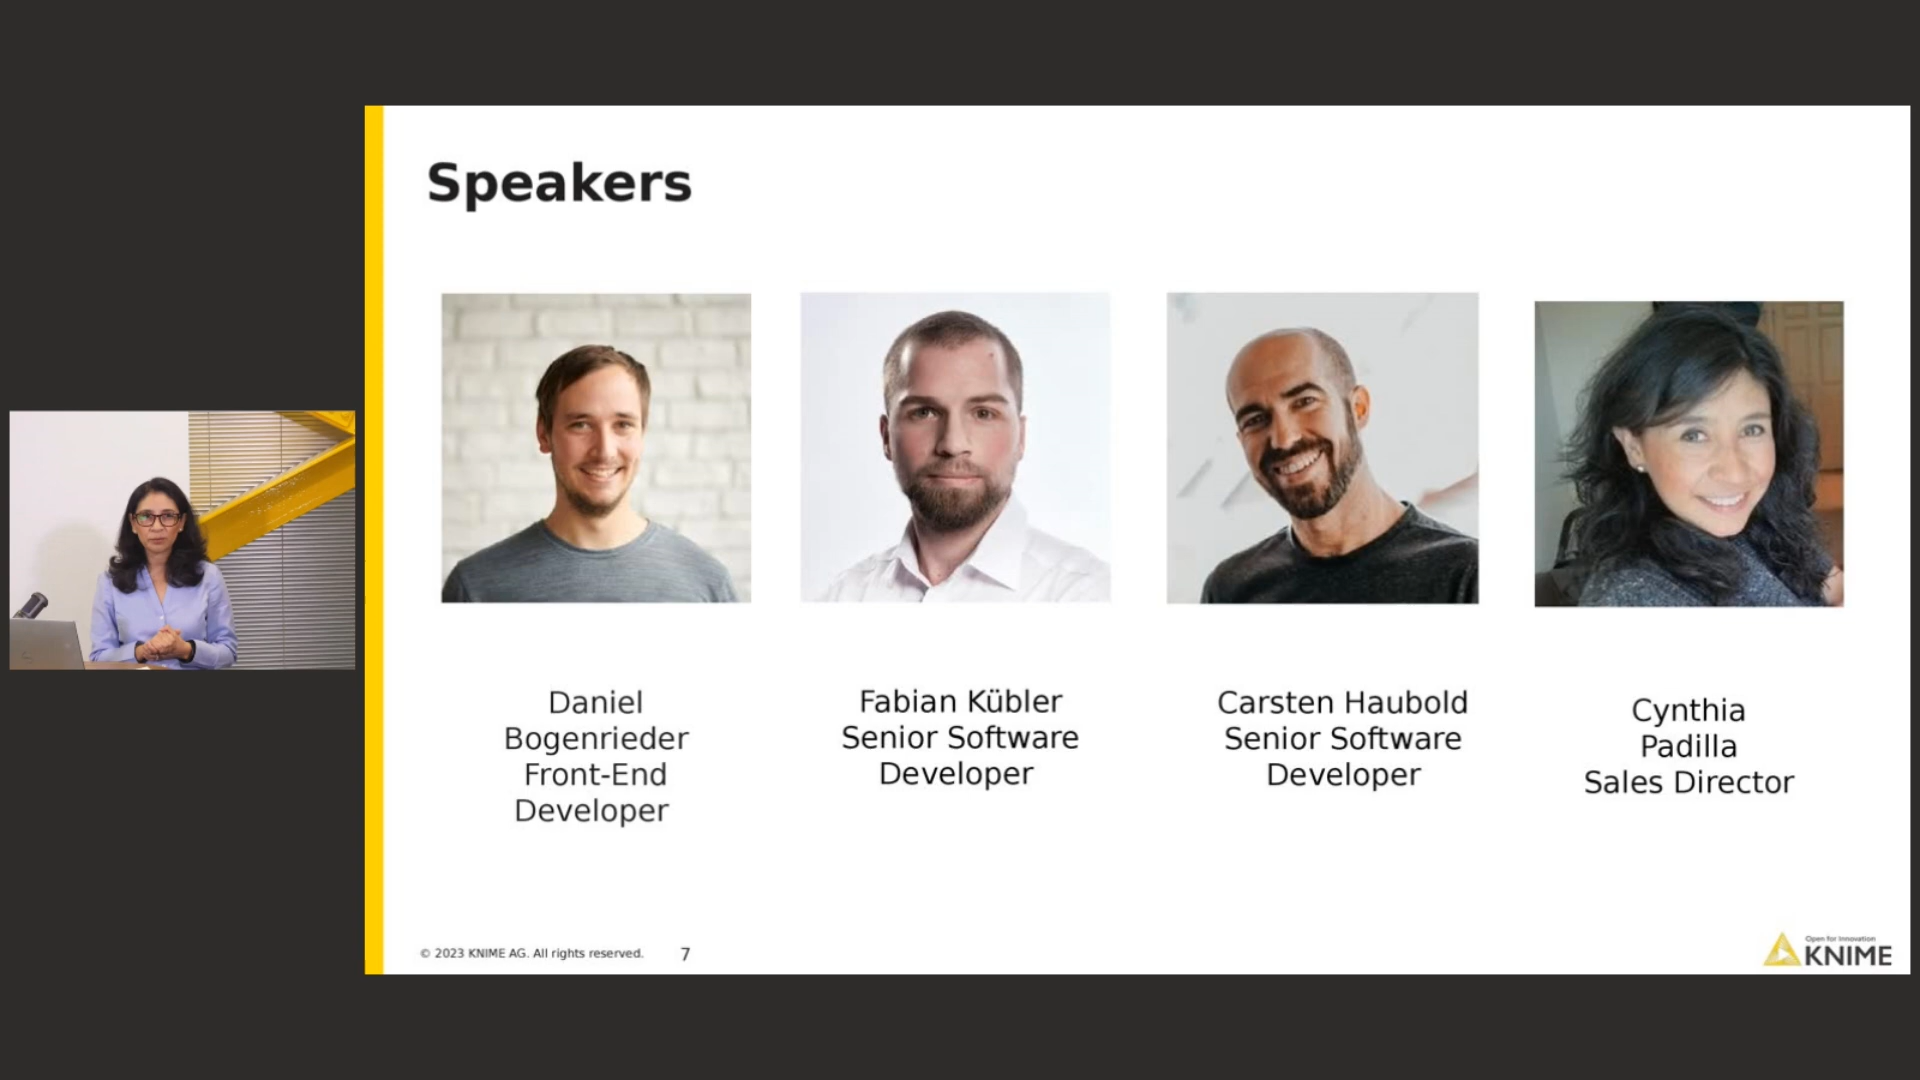 Speakers
Daniel
Bogenrieder
Front-End
Developer
Fabian Kübler
Senior Software
Developer
Carsten Haubold
Senior Software
Developer
Cynthia
Padilla
Sales Director
© 2023 KNIME AG. All rights reserved.
7
Open for Innovation
KNIME